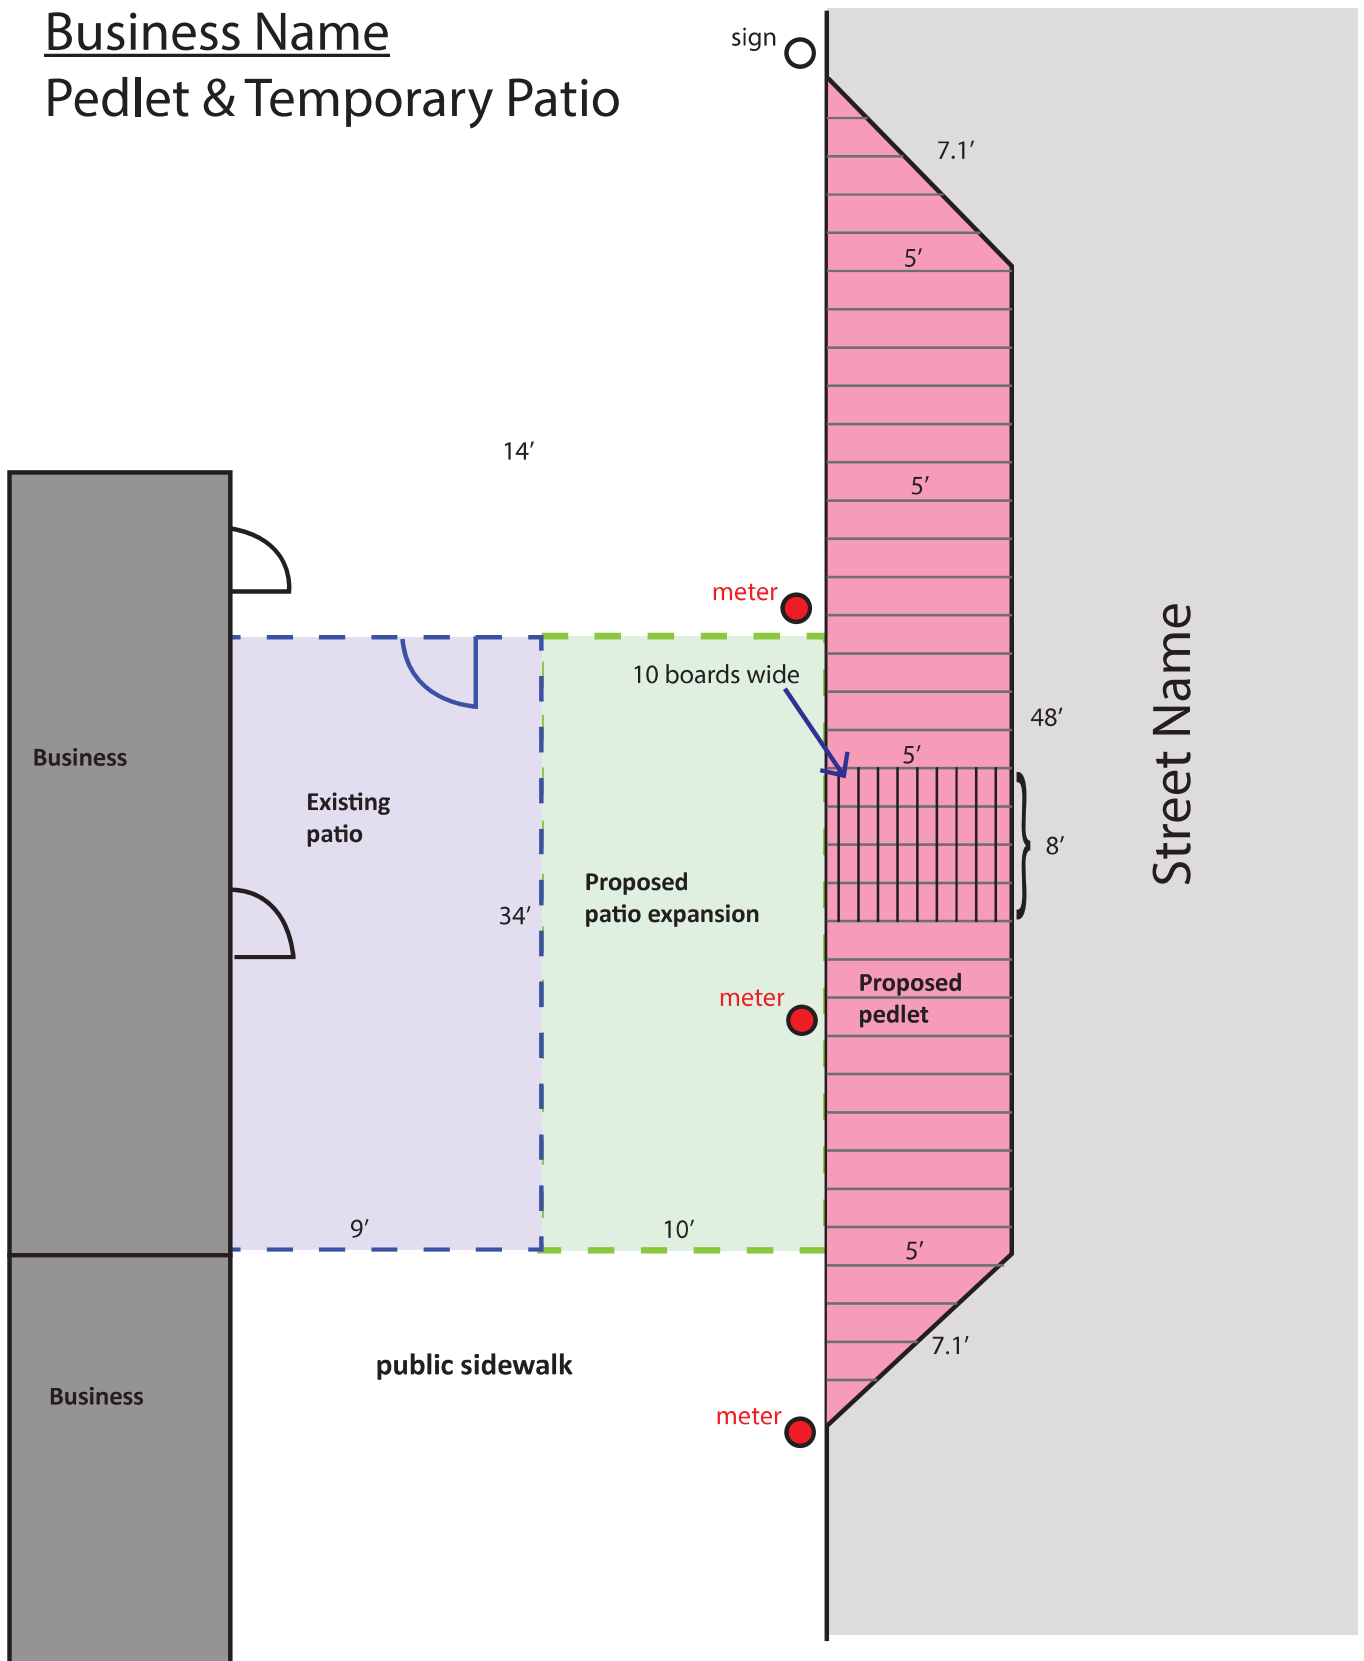 Business Name
Pedlet & Temporary Patio
sign
7.1′
5′
14′
5′
meter
10 boards wide
48′
Street Name
5′
Business
Existing
patio
8′
Proposed
patio expansion
34′
Proposed
pedlet
meter
9′
10′
5′
7.1′
public sidewalk
Business
meter